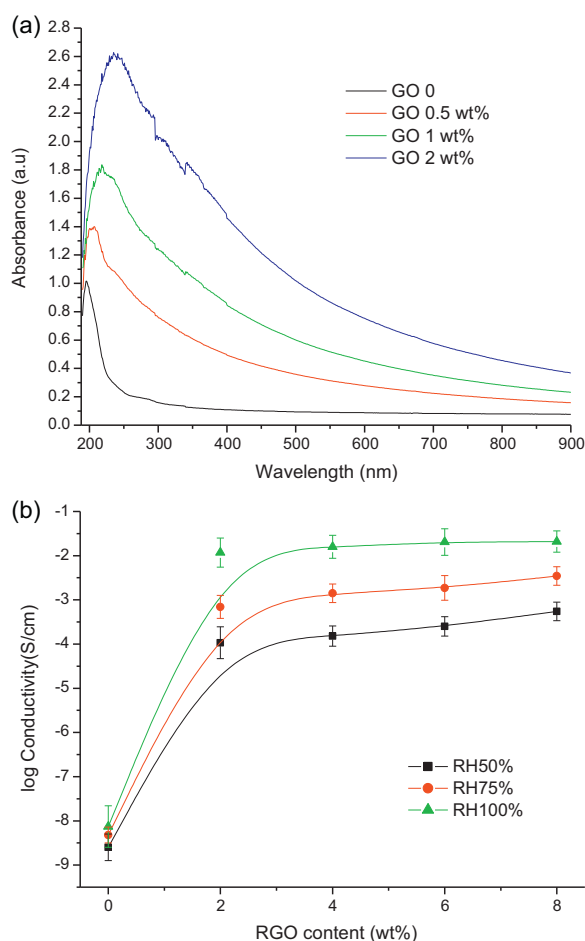 (a)
2.6
2.4
2.2
2.0
1.8
1.6
1.4
1.2
1.0
0.8
0.6
0.4
0.2
0.0
Absorbance (a.u)
GO 0
GO 0.5 wt%
GO 1 wt%
GO 2 wt%
200 300 400 500 600 700 800 900
Wavelength (nm)
(b)
-1
-2
-3
-4
-5
-6
-7
-8
-9
log Conductivity(S/cm)
RH50%
RH75%
RH100%
0 2 4 6 8
RGO content (wt%)